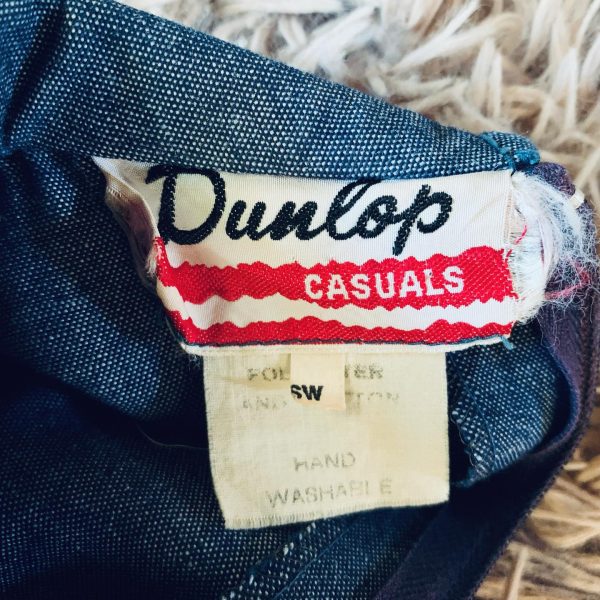 Dunlop
CASUALS
SW
HAND
WASHABLE